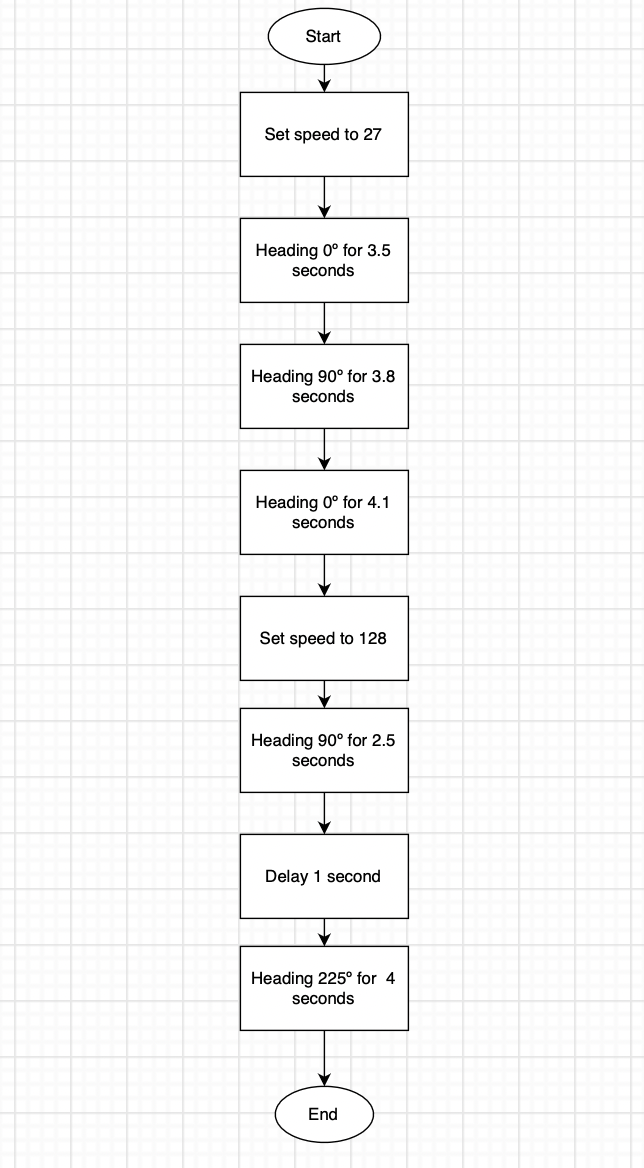 Start
Set speed to 27
Heading 0º for 3.5
seconds
Heading 90º for 3.8
seconds
Heading 0º for 4.1
seconds
Set speed to 128
Heading 90º for 2.5
seconds
Delay 1 second
Heading 225º for  4
seconds
End